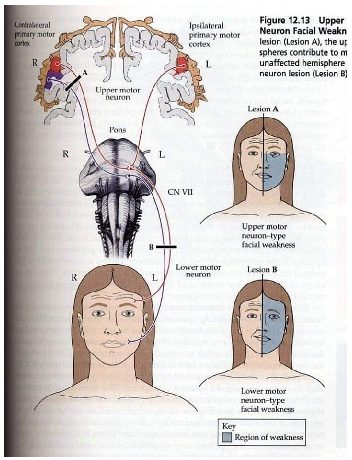 Contralateral
primary motor
cortex
Ipsilateral
primary motor
cortex
Figure 12.13 Upper
Neuron Facial Weakn
lesion (Lesion A), the up
spheres contribute to m
unaffected hemisphere
neuron lesion (Lesion B)
R
A
L
Upper motor
neuron
Pons
R
L
CN VII
B
Lower motor
neuron
R
L
Lesion A
Upper motor
neuron–type
facial weakness
Lesion B
Lower motor
neuron-type
facial weakness
Key
Region of weakness